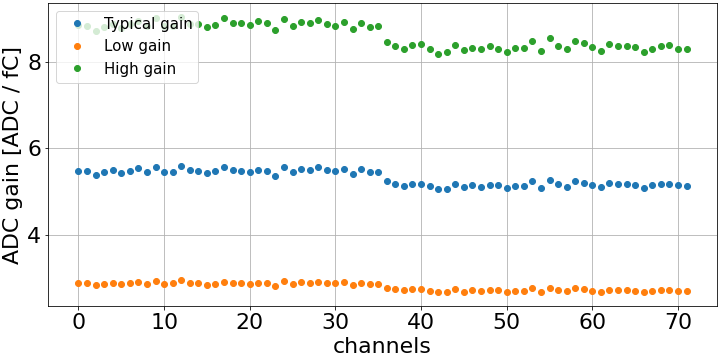 Typical gain
Low gain
High gain
ADC gain [ADC / fC]
8
6
4
0 10 20 30 40 50 60 70
channels